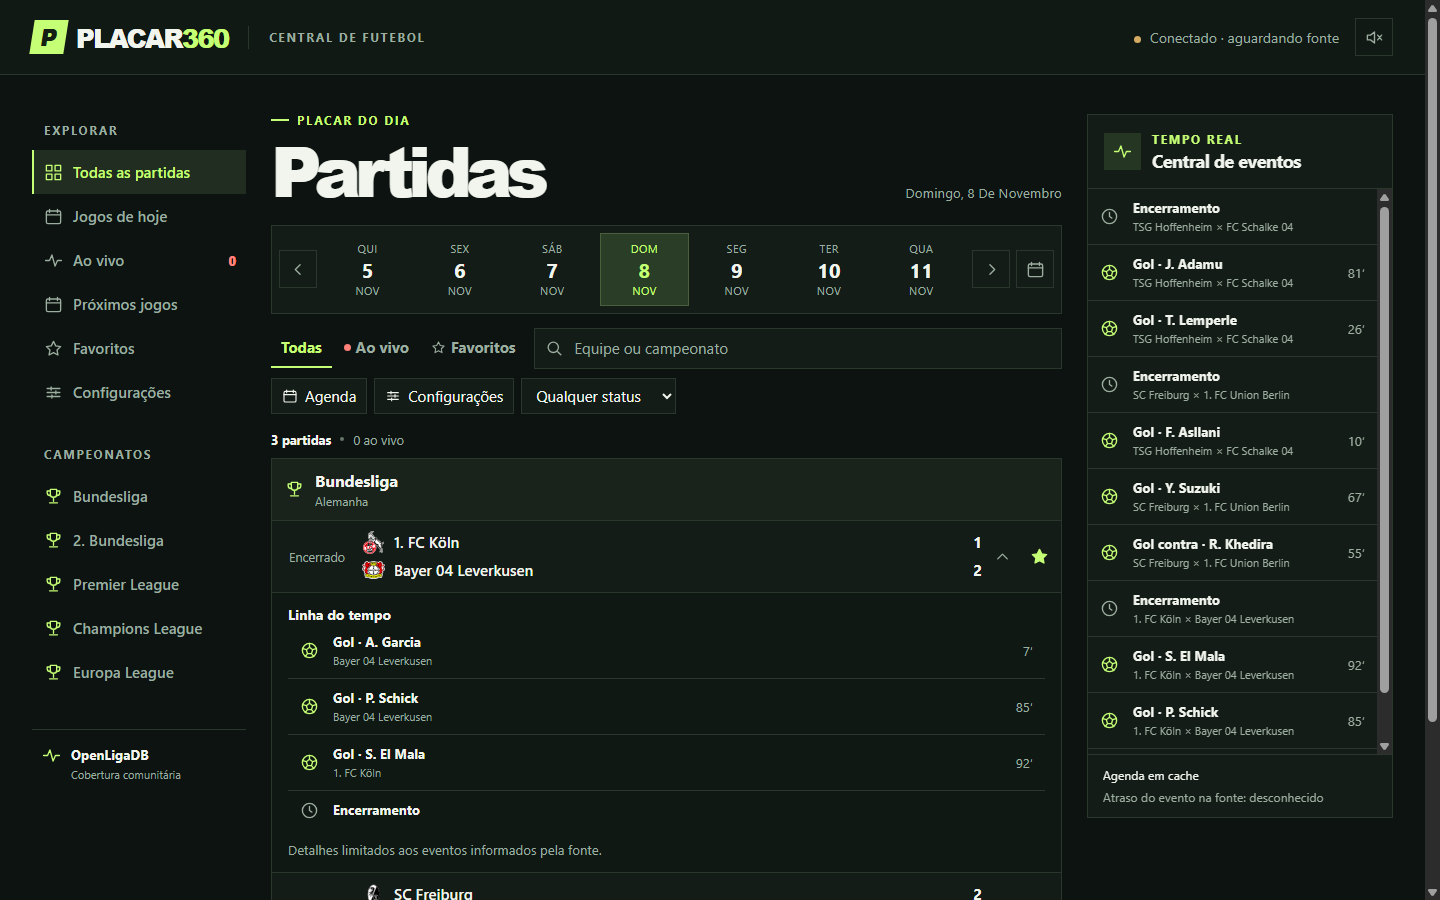 P PLACAR360
CENTRAL DE FUTEBOL
Conectado · aguardando fonte
EXPLORAR
Todas as partidas
Jogos de hoje
Ao vivo 0
Próximos jogos
Favoritos
Configurações
CAMPEONATOS
Bundesliga
2. Bundesliga
Premier League
Champions League
Europa League
OpenLigaDB
Cobertura comunitária
PLACAR DO DIA
Partidas
Domingo, 8 De Novembro
QUI 5 NOV
SEX 6 NOV
SÁB 7 NOV
DOM 8 NOV
SEG 9 NOV
TER 10 NOV
QUA 11 NOV
Todas
Ao vivo
Favoritos
Equipe ou campeonato
Agenda
Configurações
Qualquer status
3 partidas • 0 ao vivo
Bundesliga
Alemanha
Encerrado
1. FC Köln 1
Bayer 04 Leverkusen 2
Linha do tempo
Gol · A. Garcia 7'
Bayer 04 Leverkusen
Gol · P. Schick 85'
Bayer 04 Leverkusen
Gol · S. El Mala 92'
1. FC Köln
Encerramento
Detalhes limitados aos eventos informados pela fonte.
SC Freiburg 2
TEMPO REAL
Central de eventos
Encerramento
TSG Hoffenheim × FC Schalke 04
Gol · J. Adamu 81'
TSG Hoffenheim × FC Schalke 04
Gol · T. Lemperle 26'
TSG Hoffenheim × FC Schalke 04
Encerramento
SC Freiburg × 1. FC Union Berlin
Gol · F. Asllani 10'
TSG Hoffenheim × FC Schalke 04
Gol · Y. Suzuki 67'
SC Freiburg × 1. FC Union Berlin
Gol contra · R. Khedira 55'
SC Freiburg × 1. FC Union Berlin
Encerramento
1. FC Köln × Bayer 04 Leverkusen
Gol · S. El Mala 92'
1. FC Köln × Bayer 04 Leverkusen
Gol · P. Schick 85'
1. FC Köln × Bayer 04 Leverkusen
Agenda em cache
Atraso do evento na fonte: desconhecido